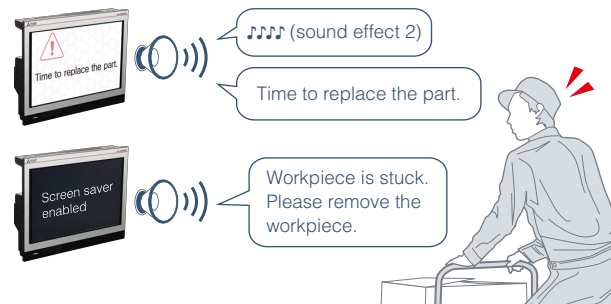 Time to replace the part.
♪♪♪♪ (sound effect 2)
Time to replace the part.
Screen saver
enabled
Workpiece is stuck.
Please remove the
workpiece.